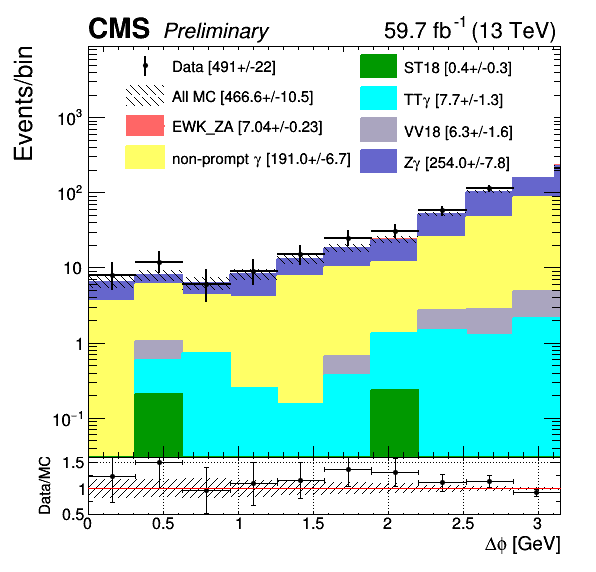 CMS Preliminary 59.7 fb⁻¹ (13 TeV)
Events/bin
Data [491+/-22]
All MC [466.6+/-10.5]
EWK_ZA [7.04+/-0.23]
non-prompt γ [191.0+/-6.7]
ST18 [0.4+/-0.3]
TTγ [7.7+/-1.3]
VV18 [6.3+/-1.6]
Zγ [254.0+/-7.8]
10³
10²
10
1
10⁻¹
Data/MC
1.5
1
0.5
0 0.5 1 1.5 2 2.5 3
Δϕ [GeV]